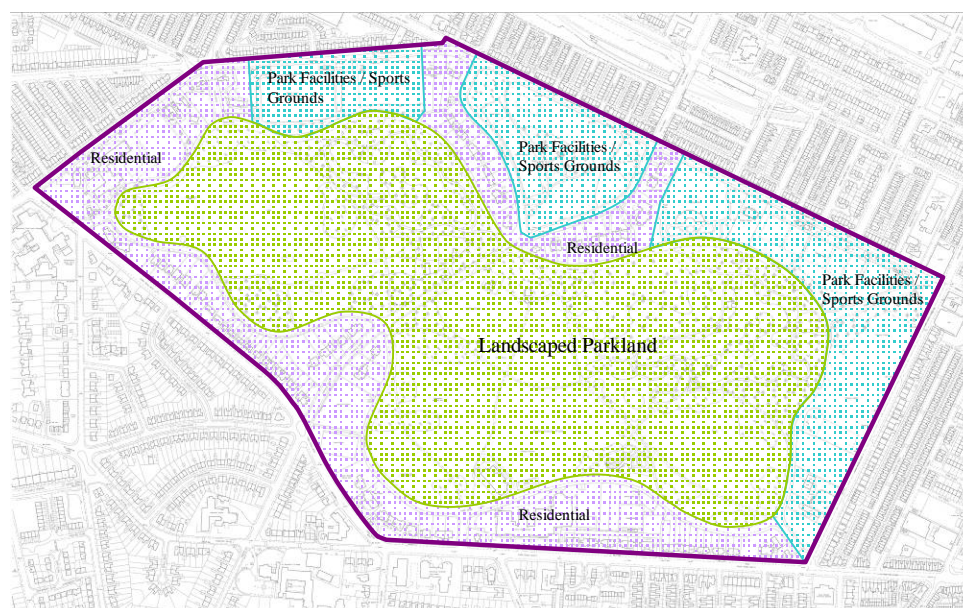 Park Facilities / Sports
Grounds
Residential
Park Facilities /
Sports Grounds
Residential
Park Facilities /
Sports Grounds
Landscaped Parkland
Residential